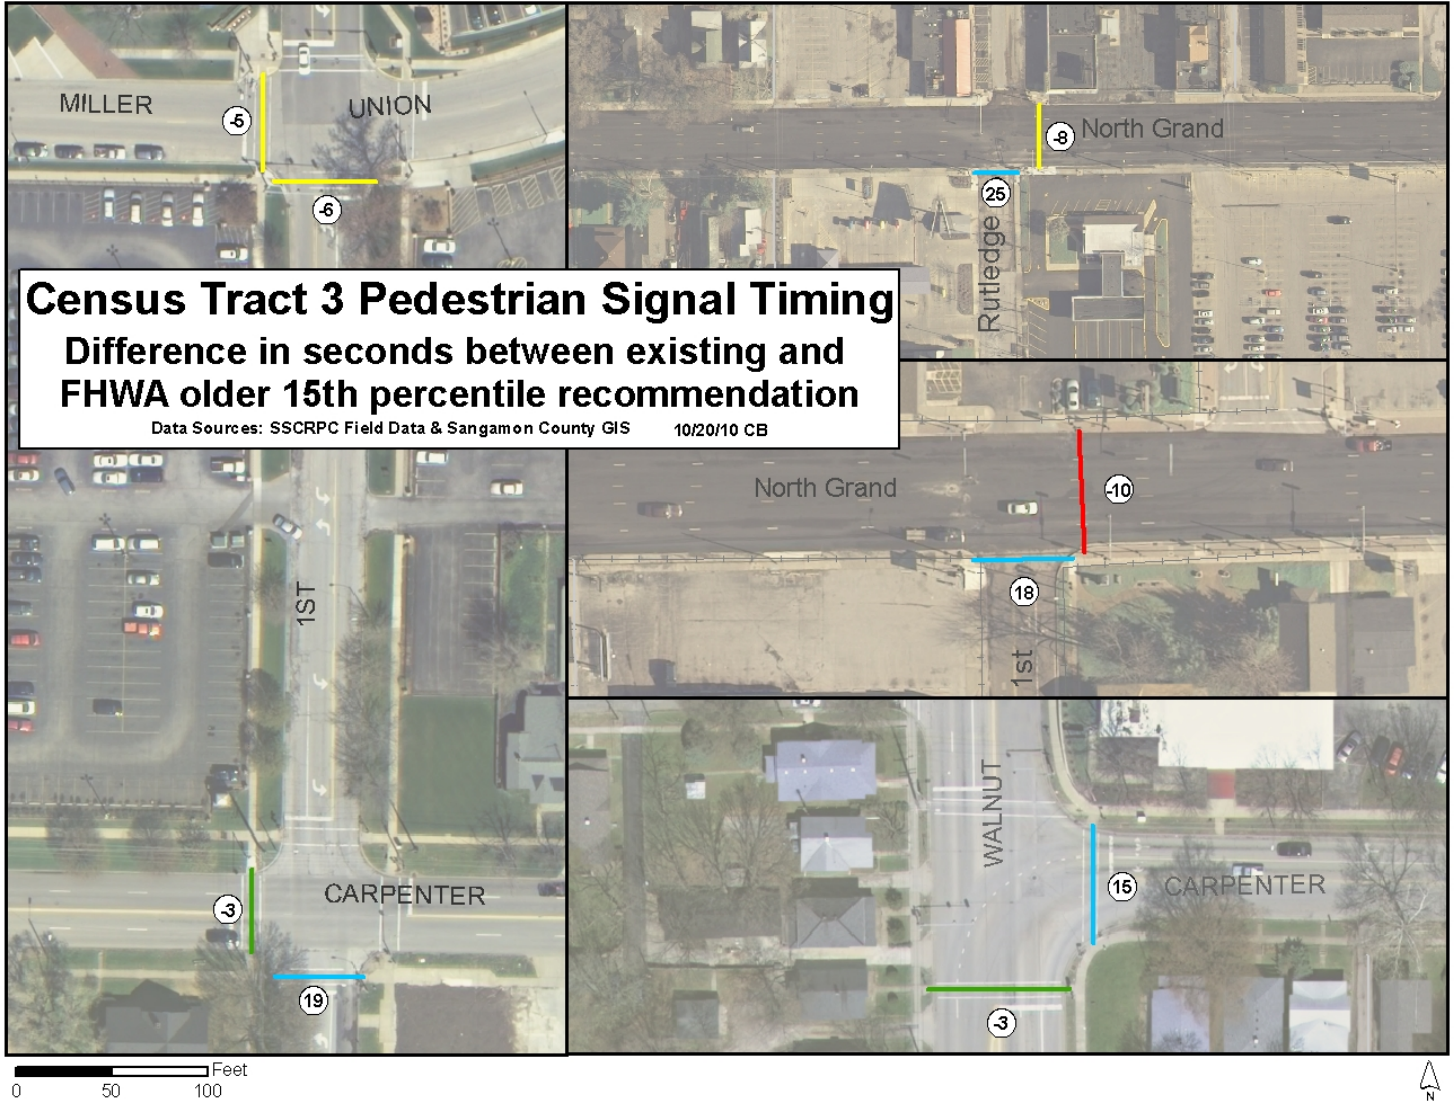 MILLER
UNION
-5
-6
North Grand
-8
25
Rutledge
Census Tract 3 Pedestrian Signal Timing
Difference in seconds between existing and
FHWA older 15th percentile recommendation
Data Sources: SSCRPC Field Data & Sangamon County GIS 10/20/10 CB
North Grand
-10
18
1st
1ST
CARPENTER
-3
19
WALNUT
15
CARPENTER
-3
Feet
0 50 100
N